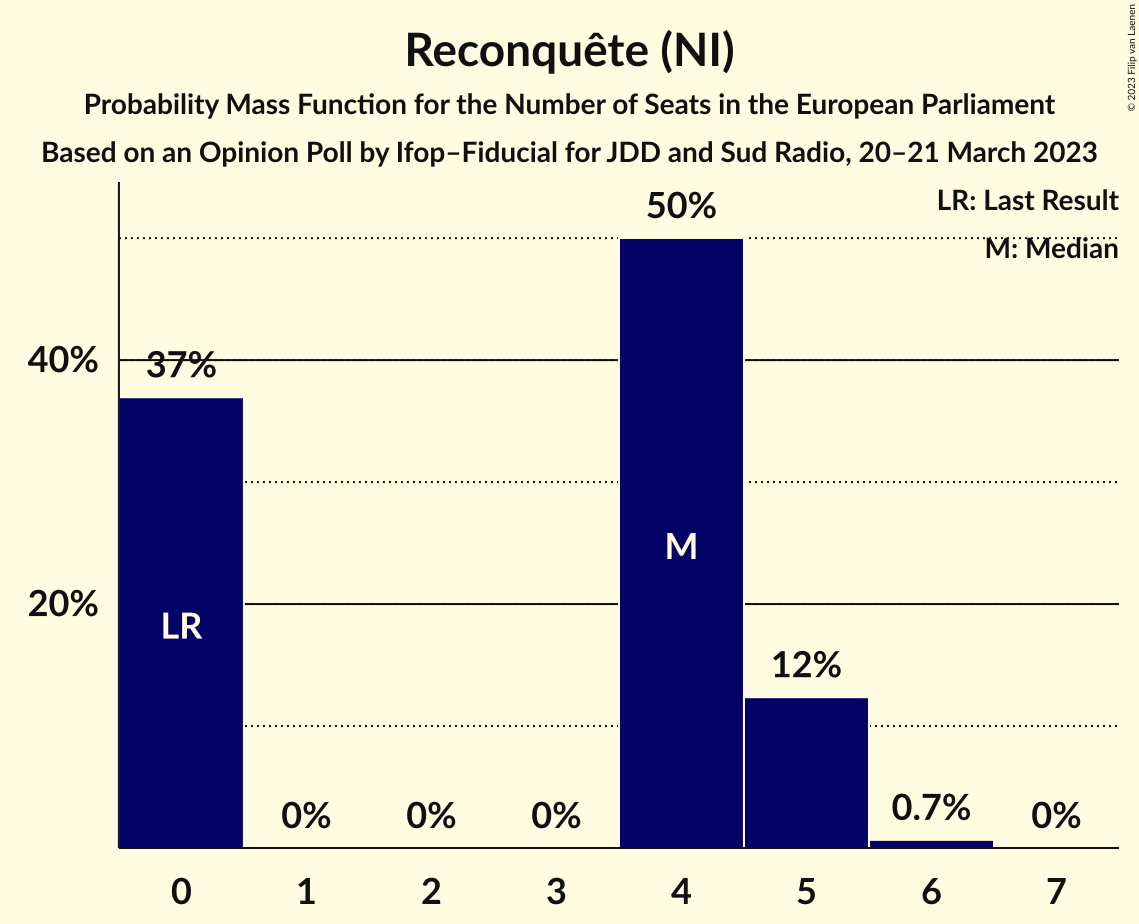 Reconquête (NI)
Probability Mass Function for the Number of Seats in the European Parliament
Based on an Opinion Poll by Ifop–Fiducial for JDD and Sud Radio, 20–21 March 2023
© 2023 Filip van Laenen
LR: Last Result
M: Median
50%
40%
37%
M
20%
LR
12%
0%
0%
0%
0.7%
0%
0 1 2 3 4 5 6 7